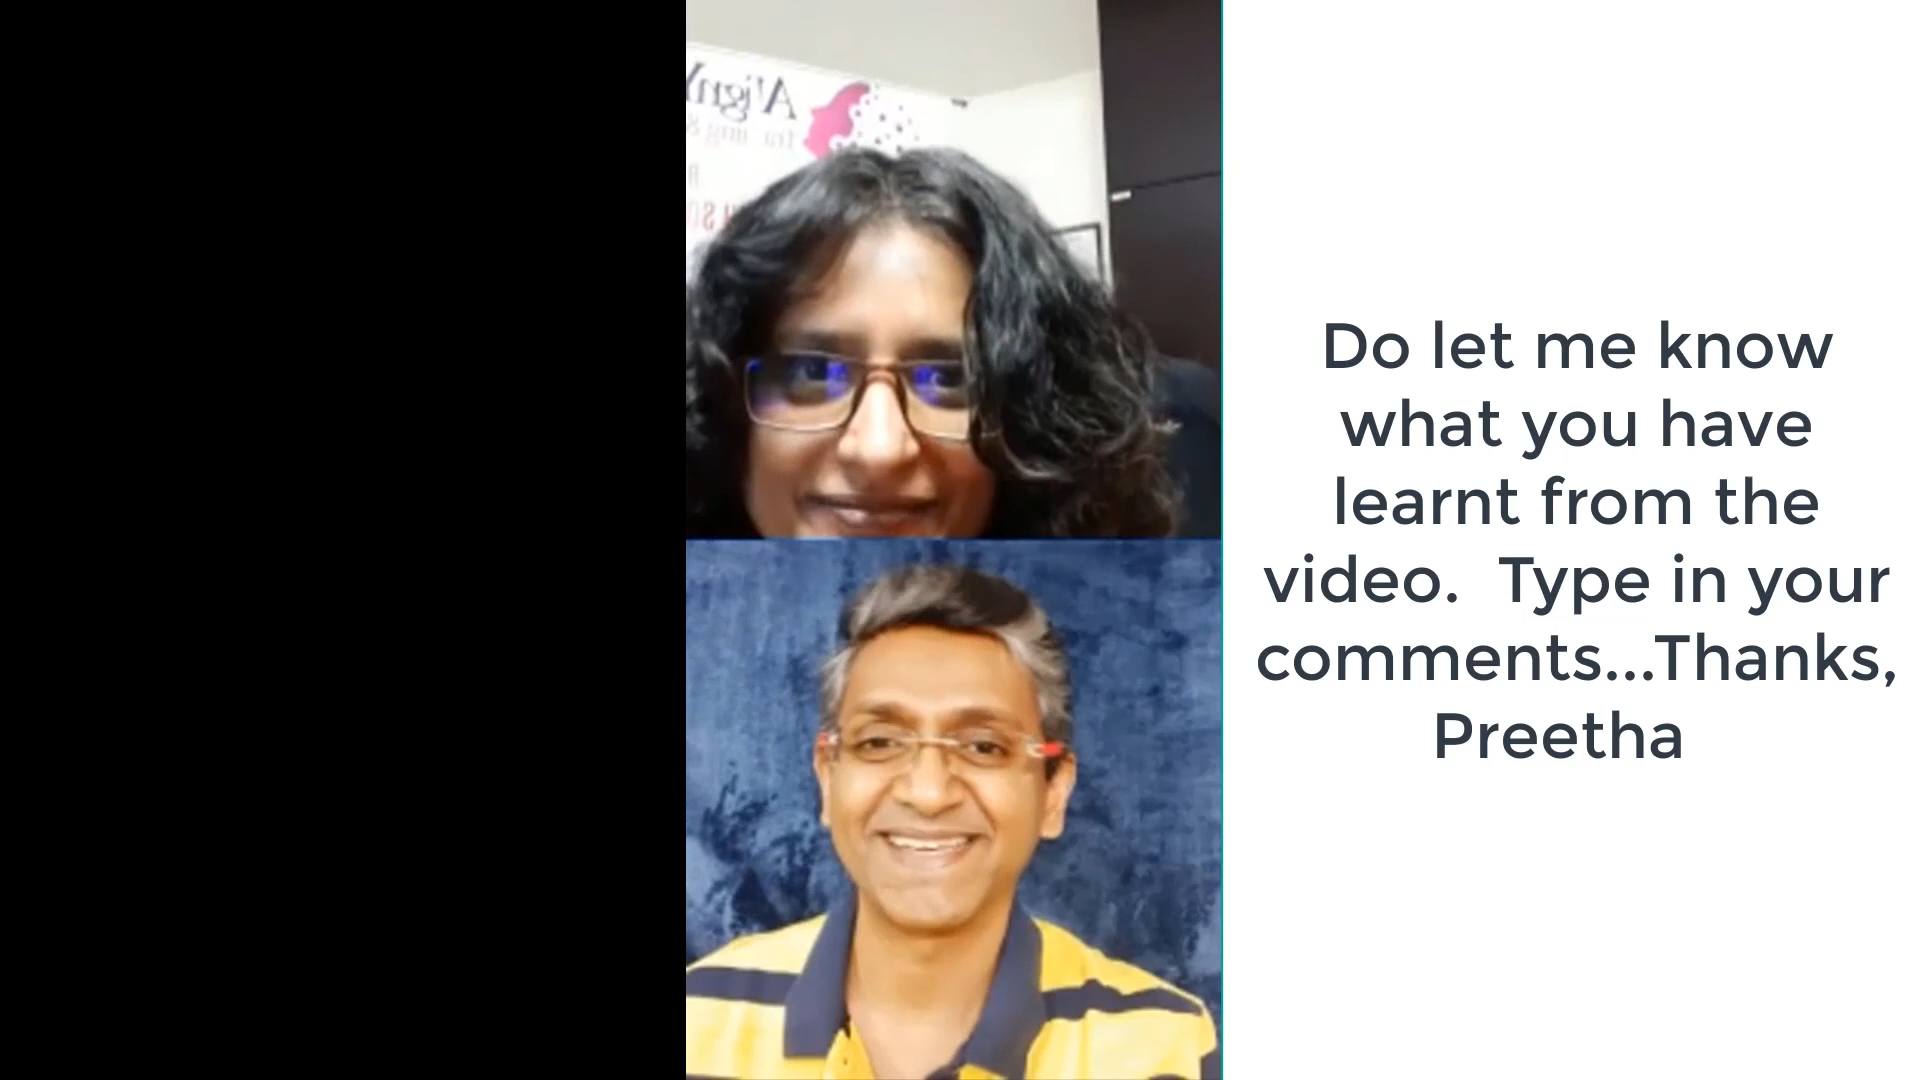 Do let me know
what you have
learnt from the
video. Type in your
comments...Thanks,
Preetha